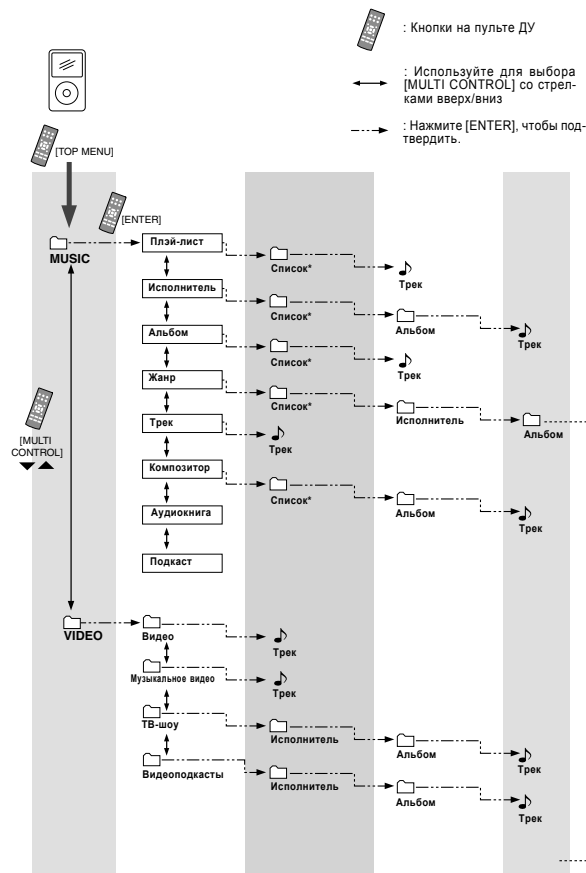 : Кнопки на пульте ДУ
: Используйте для выбора
[MULTI CONTROL] со стрел-
ками вверх/вниз
: Нажмите [ENTER], чтобы под-
твердить.
[TOP MENU]
[ENTER]
MUSIC
Плэй-лист
Список*
Трек
Исполнитель
Список*
Альбом
Трек
Альбом
Список*
Трек
Жанр
Список*
Исполнитель
Альбом
Трек
Трек
[MULTI
CONTROL]
Композитор
Список*
Альбом
Трек
Аудиокнига
Подкаст
VIDEO
Видео
Трек
Музыкальное видео
Трек
ТВ-шоу
Исполнитель
Альбом
Трек
Видеоподкасты
Исполнитель
Альбом
Трек